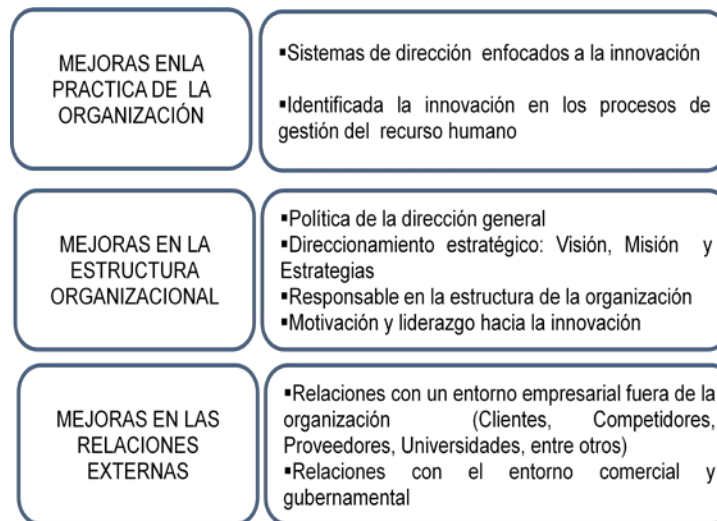 MEJORAS ENLA
PRACTICA DE LA
ORGANIZACIÓN
▪Sistemas de dirección enfocados a la innovación
▪Identificada la innovación en los procesos de
gestión del recurso humano
MEJORAS EN LA
ESTRUCTURA
ORGANIZACIONAL
▪Política de la dirección general
▪Direccionamiento estratégico: Visión, Misión y
Estrategias
▪Responsable en la estructura de la organización
▪Motivación y liderazgo hacia la innovación
MEJORAS EN LAS
RELACIONES
EXTERNAS
▪Relaciones con un entorno empresarial fuera de la
organización (Clientes, Competidores,
Proveedores, Universidades, entre otros)
▪Relaciones con el entorno comercial y
gubernamental